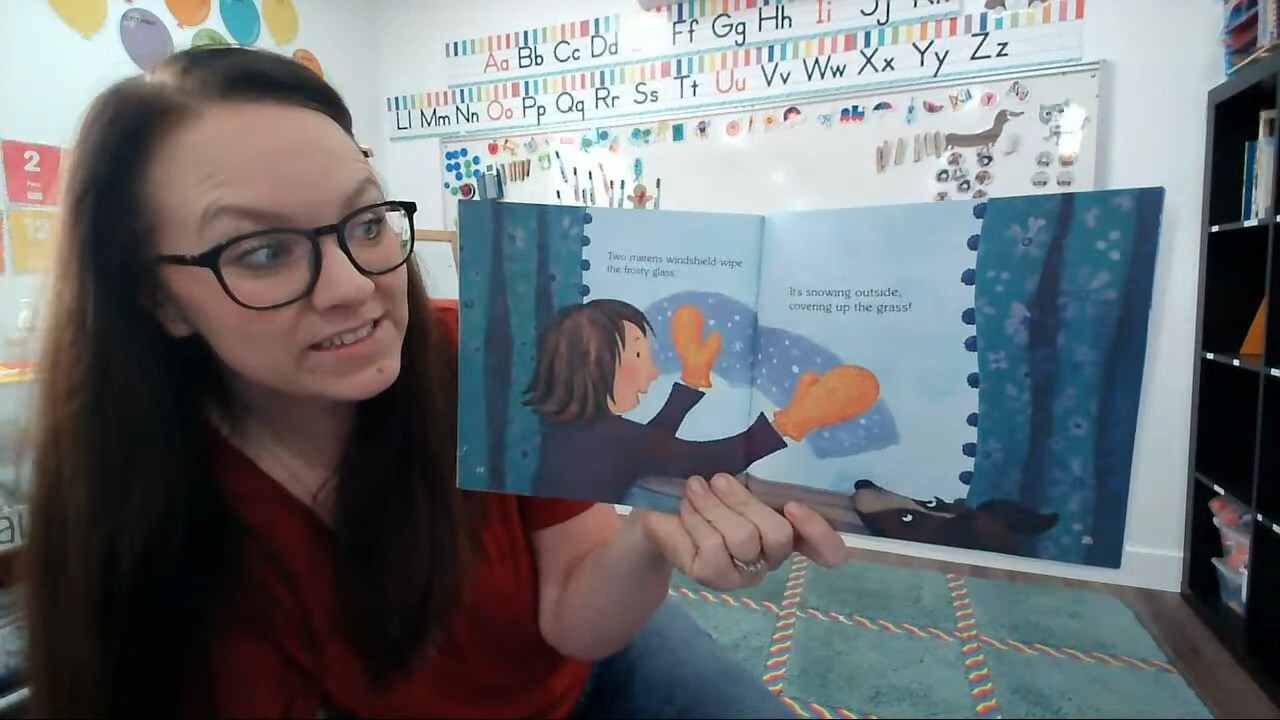 Aa Bb Cc Dd Ff Gg Hh Ii Jj
Ll Mm Nn Oo Pp Qq Rr Ss Tt Uu Vv Ww Xx Yy Zz
2
Two mittens windshield-wipe
the frosty glass.
It's snowing outside,
covering up the grass!